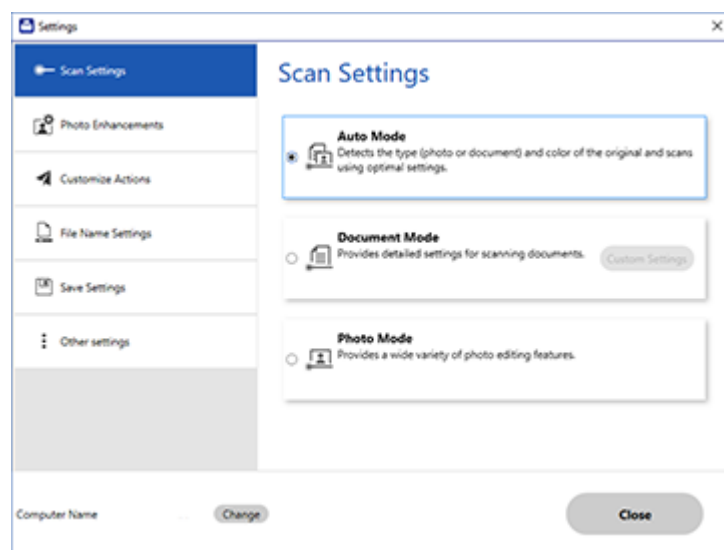 Settings
Scan Settings
Photo Enhancements
Customize Actions
File Name Settings
Save Settings
Other settings
Scan Settings
Auto Mode
Detects the type (photo or document) and color of the original and scans
using optimal settings.
Document Mode
Provides detailed settings for scanning documents.
Custom Settings
Photo Mode
Provides a wide variety of photo editing features.
Computer Name
Change
Close